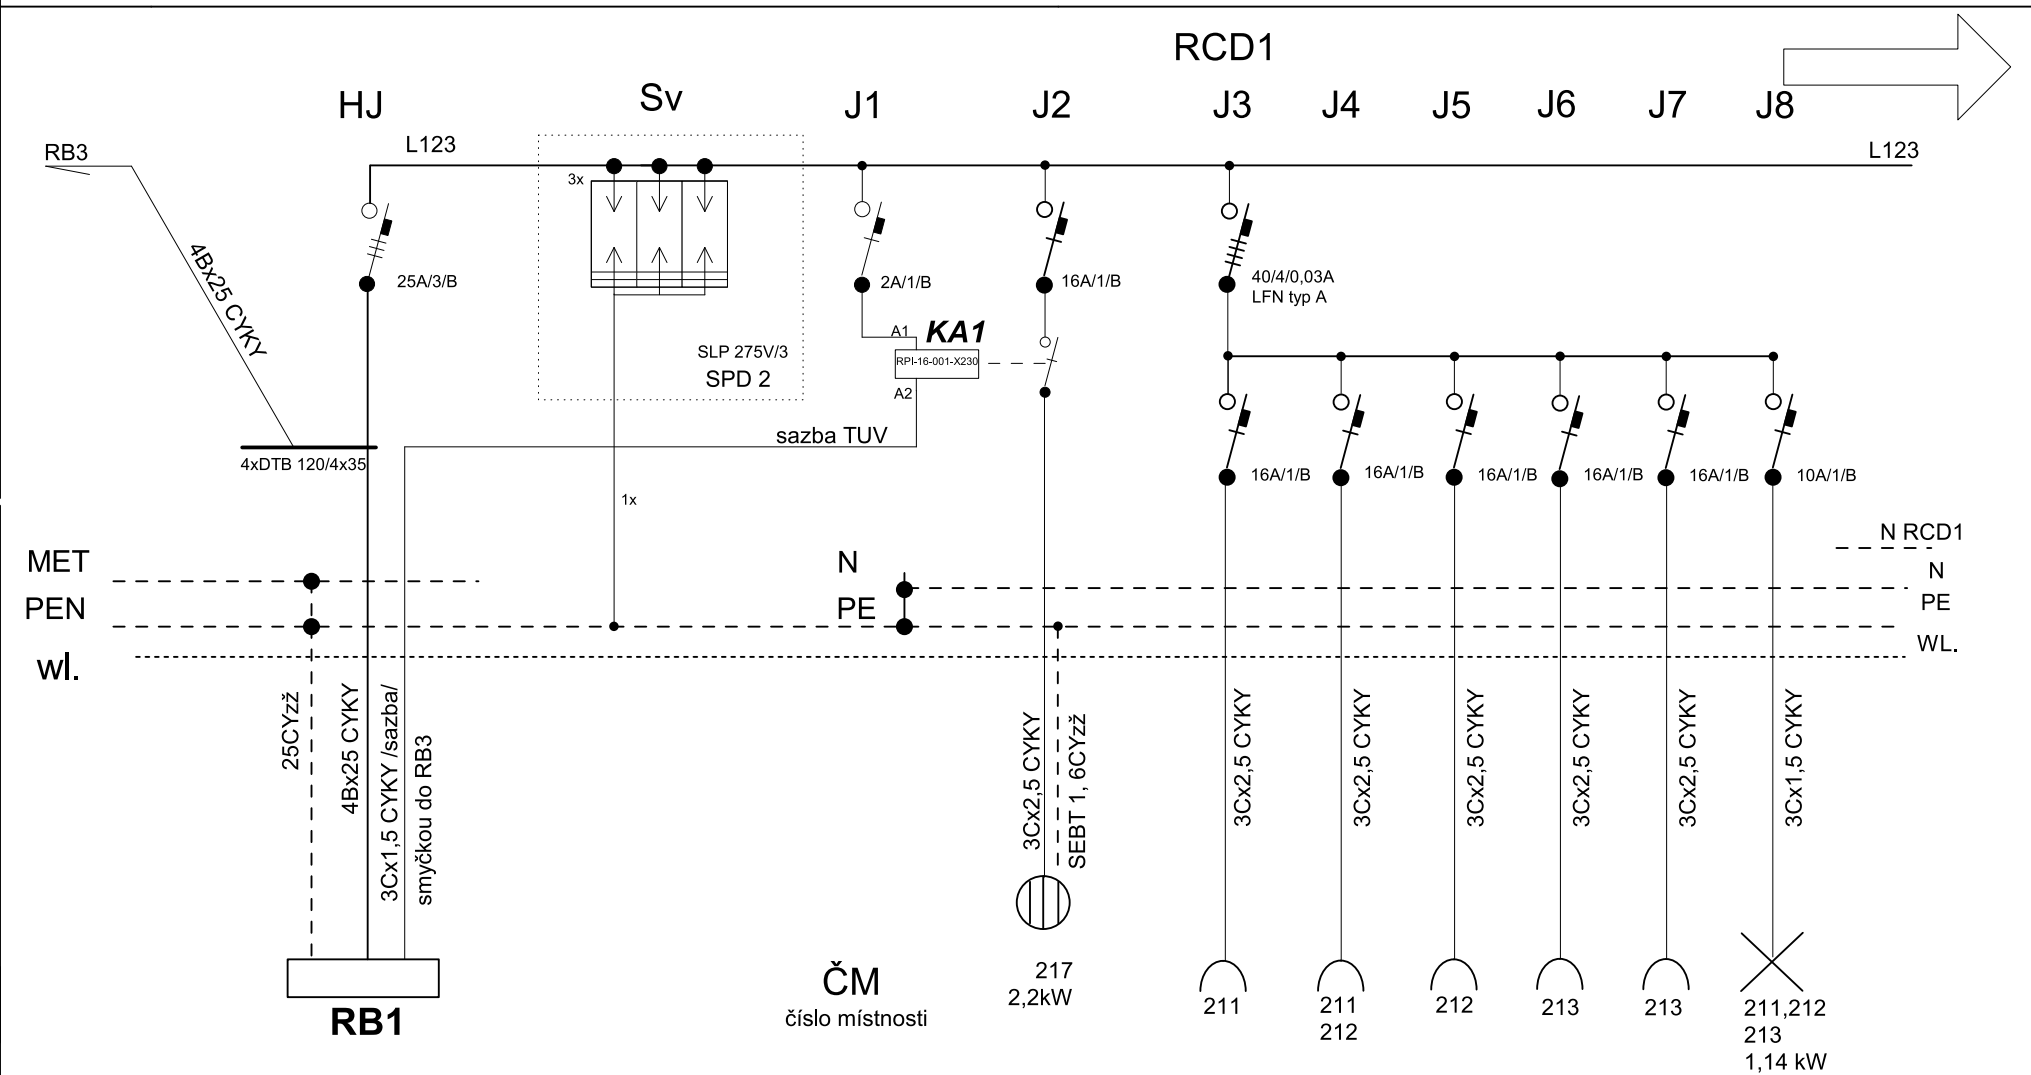 RCD1
HJ
Sv
J1
J2
J3
J4
J5
J6
J7
J8
RB3
L123
L123
3x
4Bx25 CYKY
25A/3/B
2A/1/B
16A/1/B
40/4/0,03A
LFN typ A
A1
KA1
RPI-16-001-X230
A2
SLP 275V/3
SPD 2
sazba TUV
4xDTB 120/4x35
1x
16A/1/B
16A/1/B
16A/1/B
16A/1/B
16A/1/B
10A/1/B
N RCD1
MET
N
N
PEN
PE
PE
wl.
WL.
25CYzž
4Bx25 CYKY
3Cx1,5 CYKY /sazba/
smyčkou do RB3
3Cx2,5 CYKY
SEBT 1, 6CYzž
3Cx2,5 CYKY
3Cx2,5 CYKY
3Cx2,5 CYKY
3Cx2,5 CYKY
3Cx2,5 CYKY
3Cx1,5 CYKY
RB1
ČM
číslo místnosti
217
2,2kW
211
211
212
212
213
213
211,212
213
1,14 kW